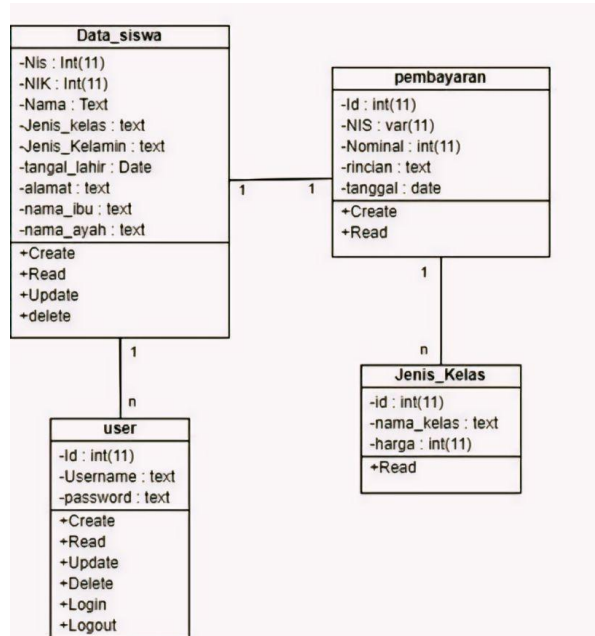 Data_siswa
-Nis : Int(11)
-NIK : Int(11)
-Nama : Text
-Jenis_kelas : text
-Jenis_Kelamin : text
-tangal_lahir : Date
-alamat : text
-nama_ibu : text
-nama_ayah : text
+Create
+Read
+Update
+delete
1
1
pembayaran
-Id : int(11)
-NIS : var(11)
-Nominal : int(11)
-rincian : text
-tanggal : date
+Create
+Read
1
n
Jenis_Kelas
-id : int(11)
-nama_kelas : text
-harga : int(11)
+Read
1
n
user
-Id : int(11)
-Username : text
-password : text
+Create
+Read
+Update
+Delete
+Login
+Logout